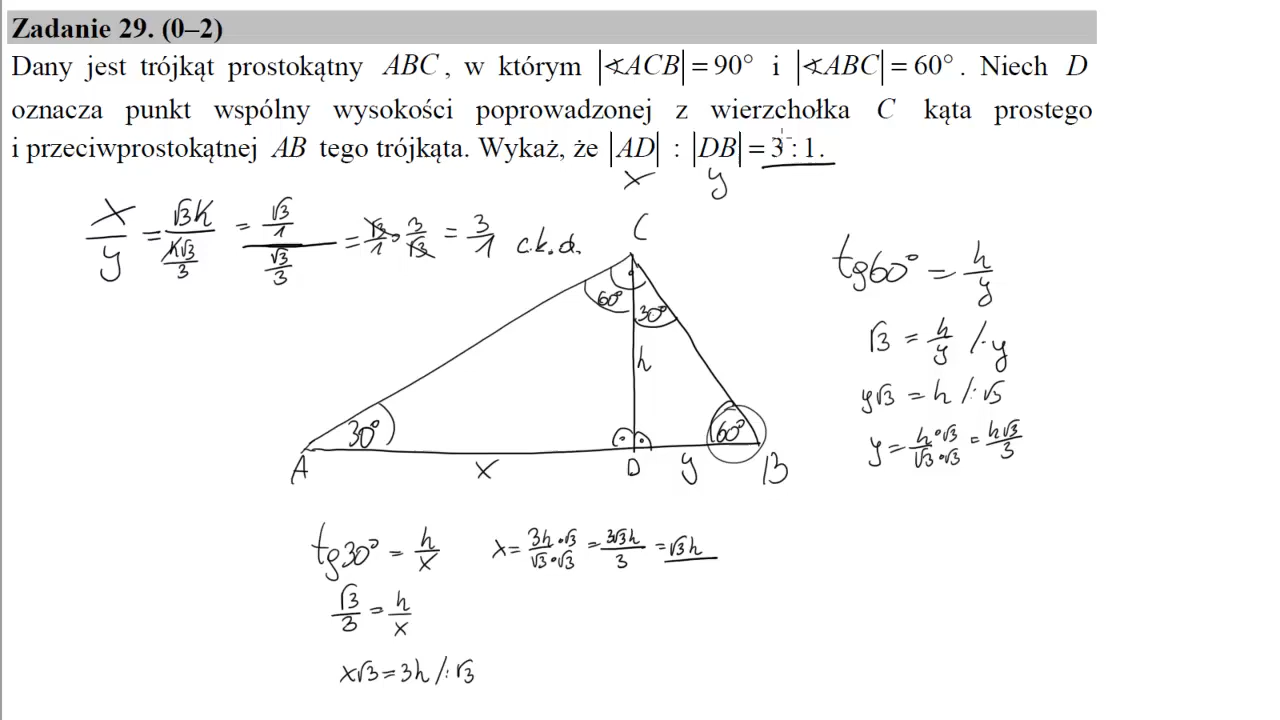 Zadanie 29. (0–2)
Dany jest trójkąt prostokątny ABC, w którym |∢ACB| = 90° i |∢ABC| = 60°. Niech D
oznacza punkt wspólny wysokości poprowadzonej z wierzchołka C kąta prostego
i przeciwprostokątnej AB tego trójkąta. Wykaż, że |AD| : |DB| = 3 : 1.
x y
x/y = √3h/(h√3/3) = (√3/1)/(√3/3) = √3/1 · 3/√3 = 3/1 c.k.d.
C
60° 30°
h
30° 60°
A x D y B
tg60° = h/y
√3 = h/y /·y
y√3 = h /:√3
y = h·√3/√3·√3 = h√3/3
tg30° = h/x
√3/3 = h/x
x√3 = 3h /:√3
x = 3h·√3/√3·√3 = 3√3h/3 = √3h